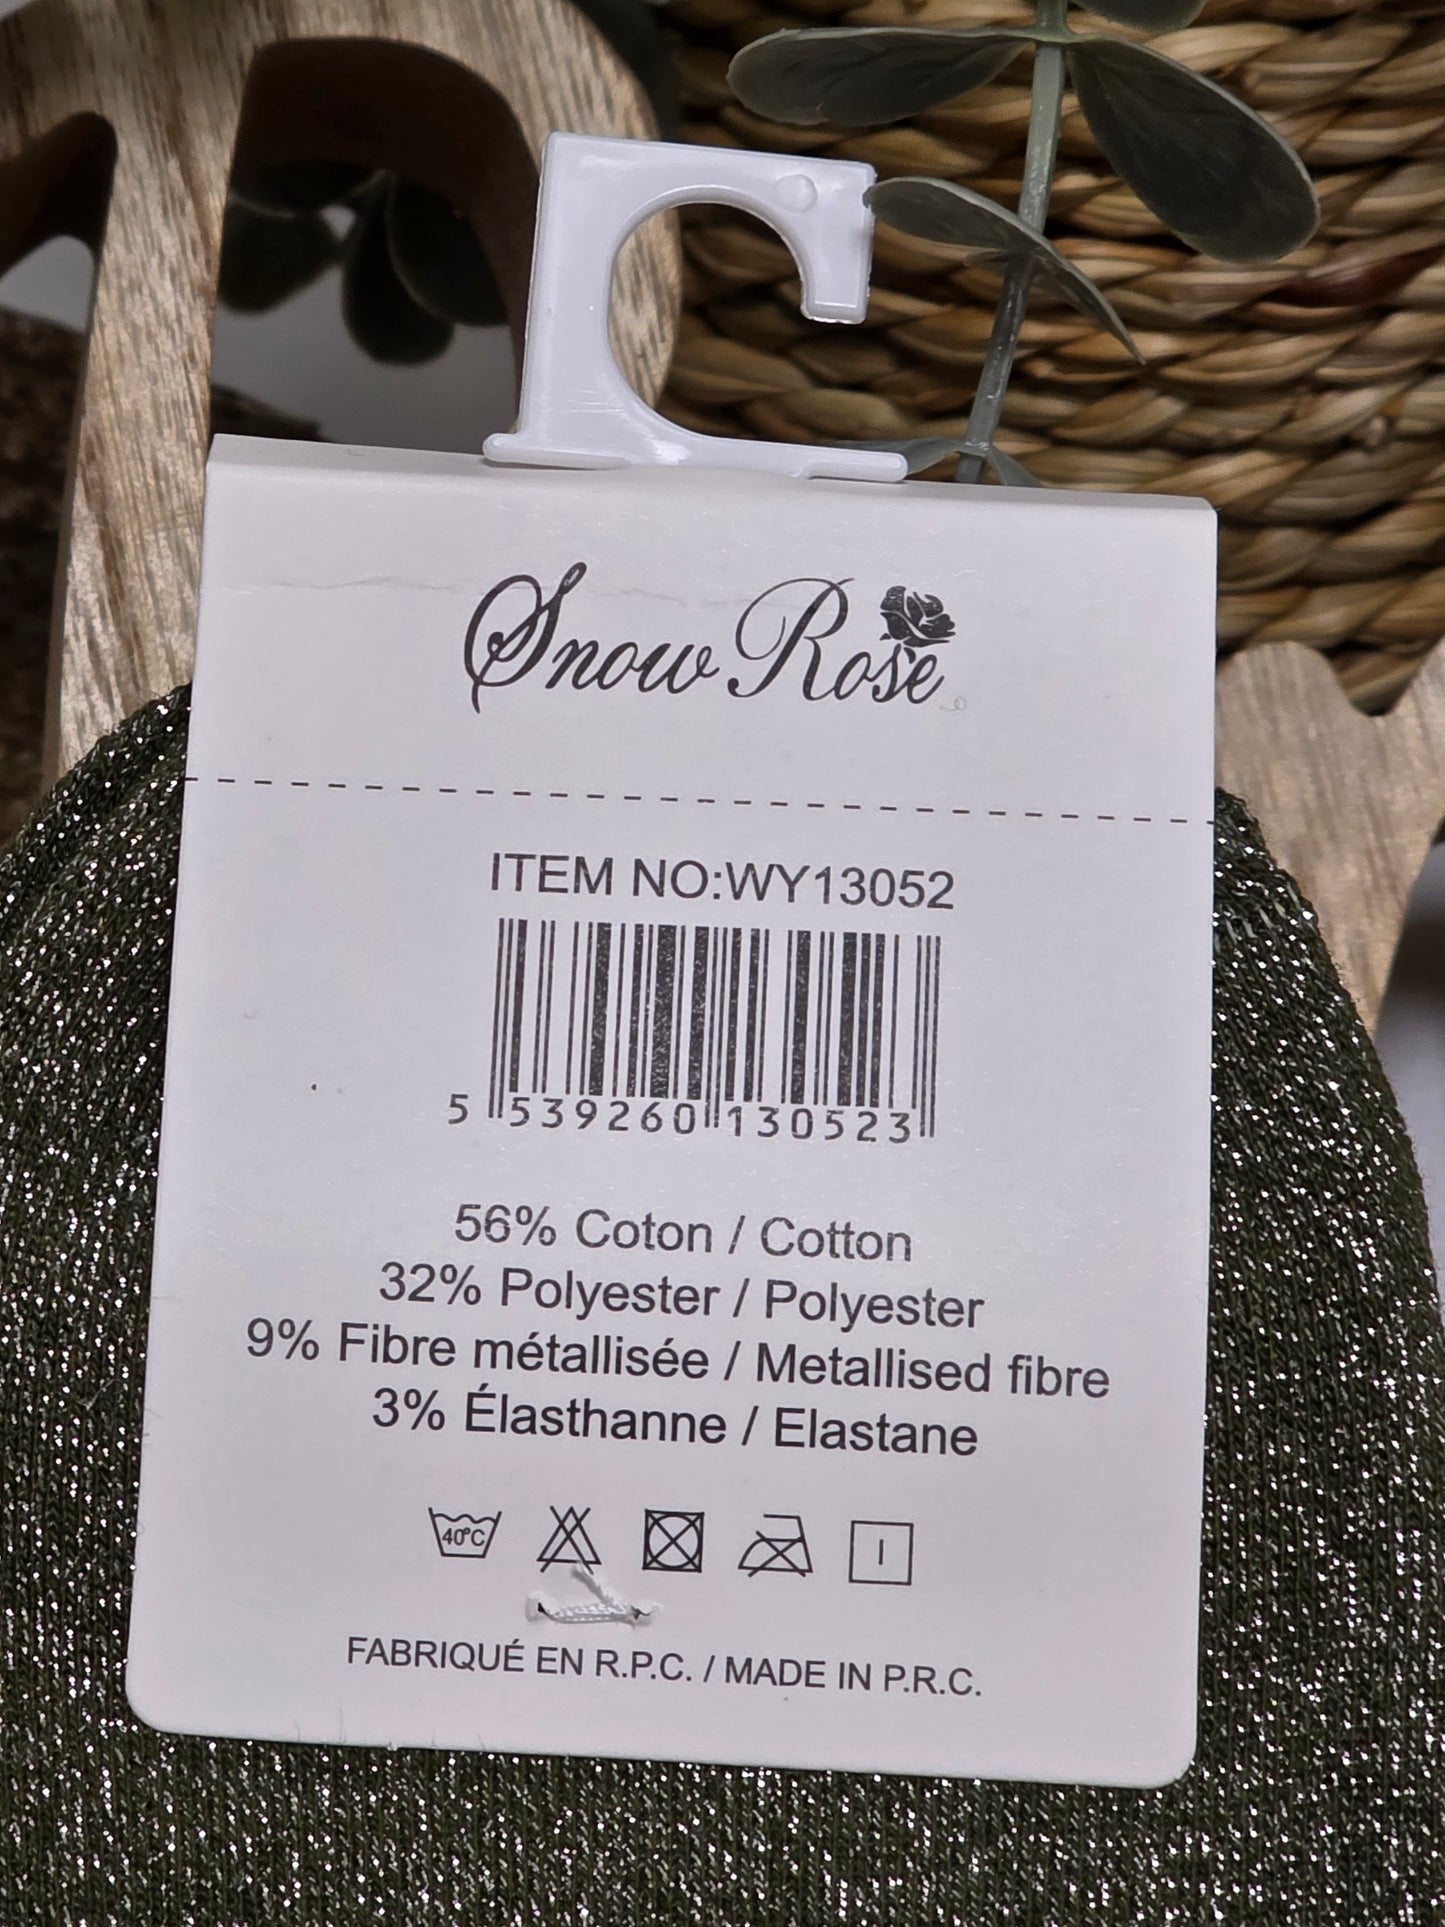 Snow Rose
ITEM NO:WY13052
5 539260 130523
56% Coton / Cotton
32% Polyester / Polyester
9% Fibre métallisée / Metallised fibre
3% Élasthanne / Elastane
40°C
FABRIQUÉ EN R.P.C. / MADE IN P.R.C.